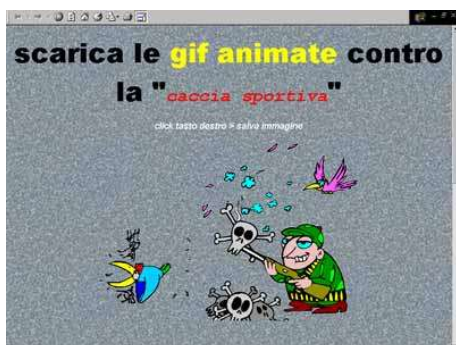 scarica le gif animate contro
la "caccia sportiva"
click tasto destro = salva immagine